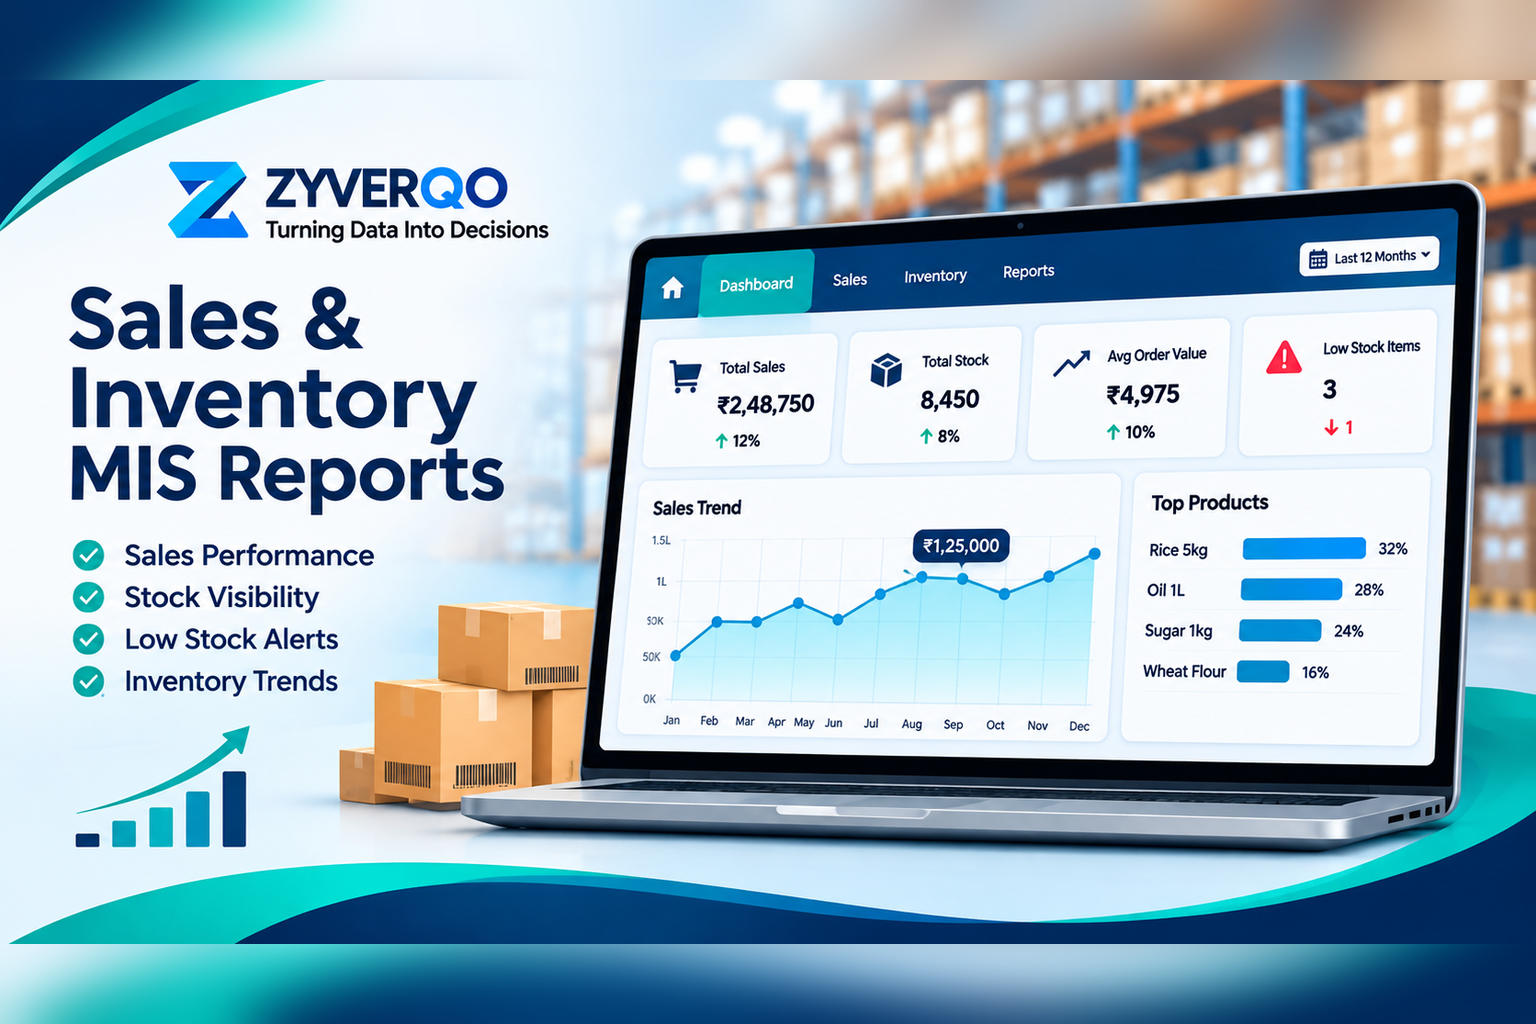 ZYVERQO
Turning Data Into Decisions
Sales &
Inventory
MIS Reports
Sales Performance
Stock Visibility
Low Stock Alerts
Inventory Trends
Dashboard
Sales
Inventory
Reports
Last 12 Months
Total Sales
₹2,48,750
12%
Total Stock
8,450
8%
Avg Order Value
₹4,975
10%
Low Stock Items
3
1
Sales Trend
₹1,25,000
1.5L
1L
50K
0K
Jan Feb Mar Apr May Jun Jul Aug Sep Oct Nov Dec
Top Products
Rice 5kg 32%
Oil 1L 28%
Sugar 1kg 24%
Wheat Flour 16%